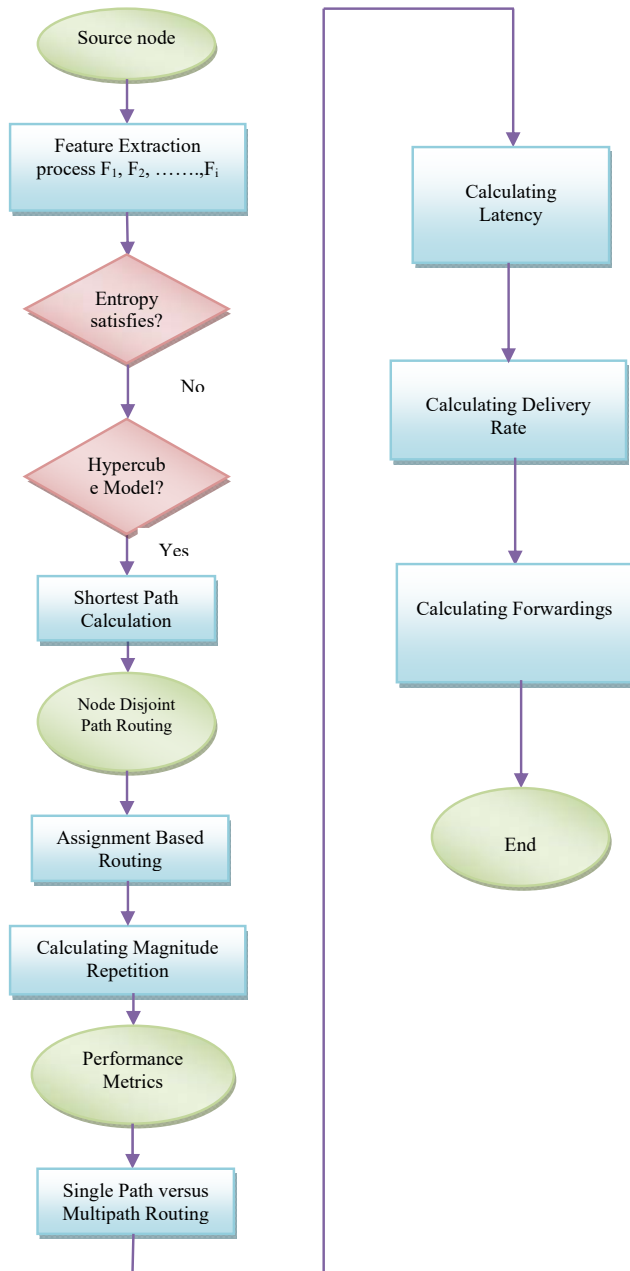 Source node
Feature Extraction
process F₁, F₂, …….,Fᵢ
Entropy
satisfies?
No
Hypercub
e Model?
Yes
Shortest Path
Calculation
Node Disjoint
Path Routing
Assignment Based
Routing
Calculating Magnitude
Repetition
Performance
Metrics
Single Path versus
Multipath Routing
Calculating
Latency
Calculating Delivery
Rate
Calculating Forwardings
End